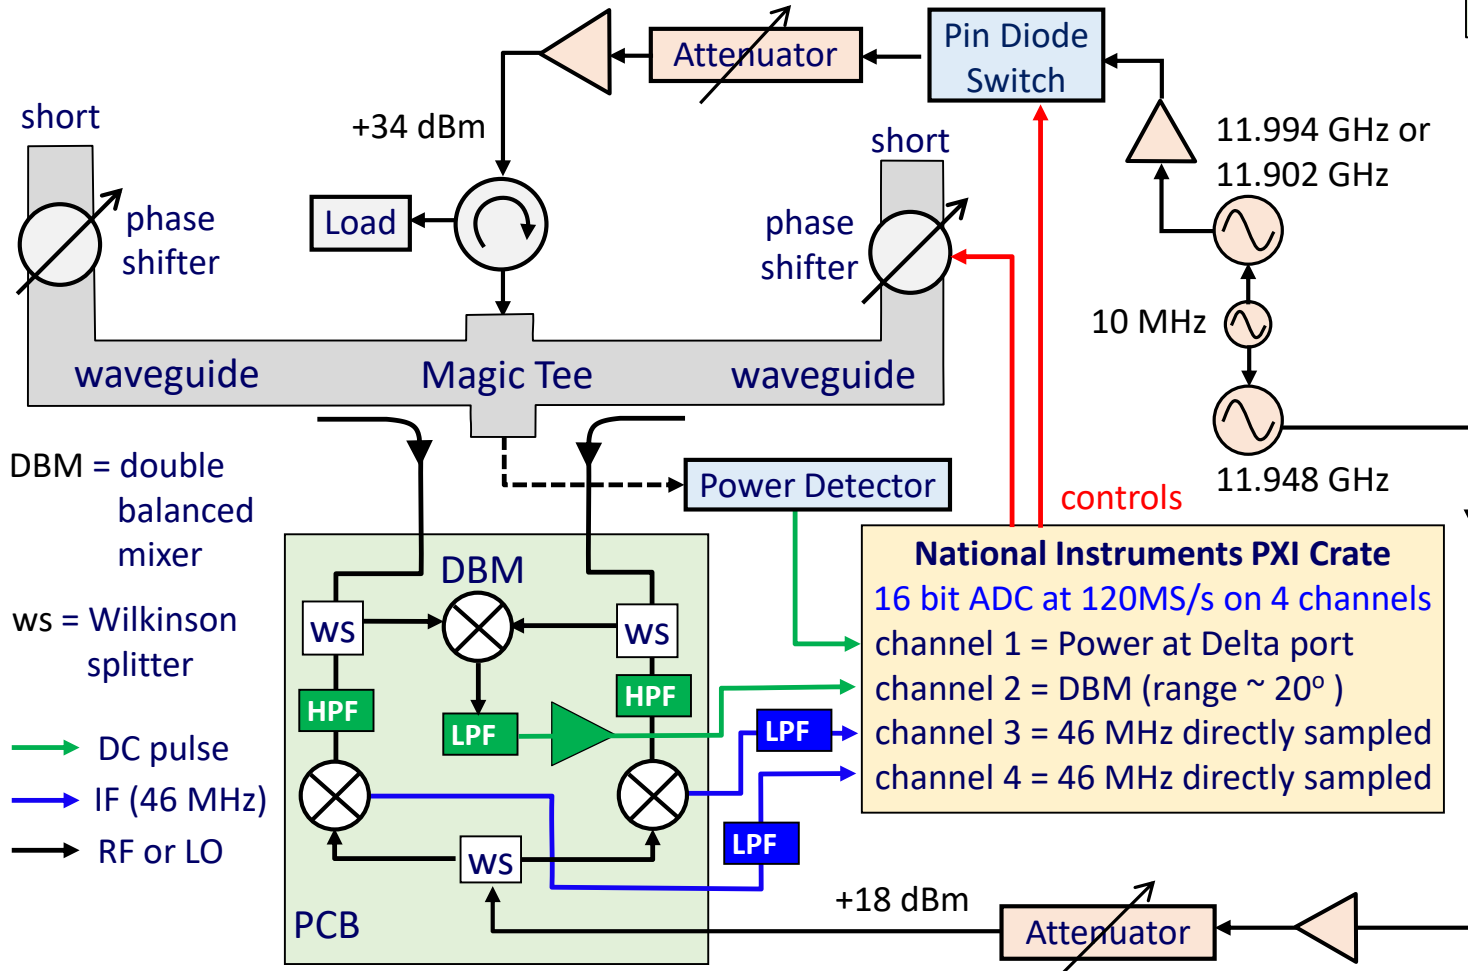 Pin Diode
Switch
Attenuator
short
+34 dBm
short
11.994 GHz or
11.902 GHz
phase
shifter
Load
phase
shifter
10 MHz
waveguide
Magic Tee
waveguide
11.948 GHz
DBM = double
balanced
mixer
Power Detector
controls
ws = Wilkinson
splitter
DBM
ws
ws
HPF
HPF
LPF
LPF
LPF
National Instruments PXI Crate
16 bit ADC at 120MS/s on 4 channels
channel 1 = Power at Delta port
channel 2 = DBM (range ~ 20º )
channel 3 = 46 MHz directly sampled
channel 4 = 46 MHz directly sampled
DC pulse
IF (46 MHz)
RF or LO
ws
PCB
+18 dBm
Attenuator